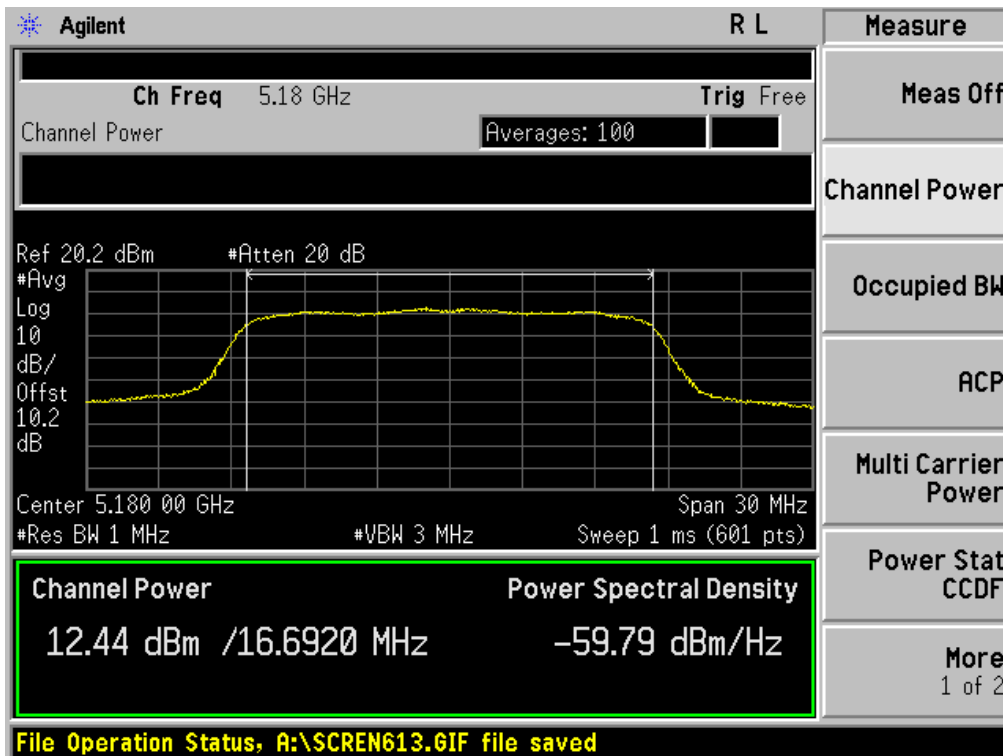 Agilent R L Measure
Ch Freq 5.18 GHz Trig Free
Channel Power Averages: 100
Meas Off
Channel Power
Occupied BW
ACP
Multi Carrier
Power
Power Stat
CCDF
More
1 of 2
Ref 20.2 dBm #Atten 20 dB
#Avg
Log
10
dB/
Offst
10.2
dB
Center 5.180 00 GHz Span 30 MHz
#Res BW 1 MHz #VBW 3 MHz Sweep 1 ms (601 pts)
Channel Power Power Spectral Density
12.44 dBm /16.6920 MHz -59.79 dBm/Hz
File Operation Status, A:\SCREN613.GIF file saved